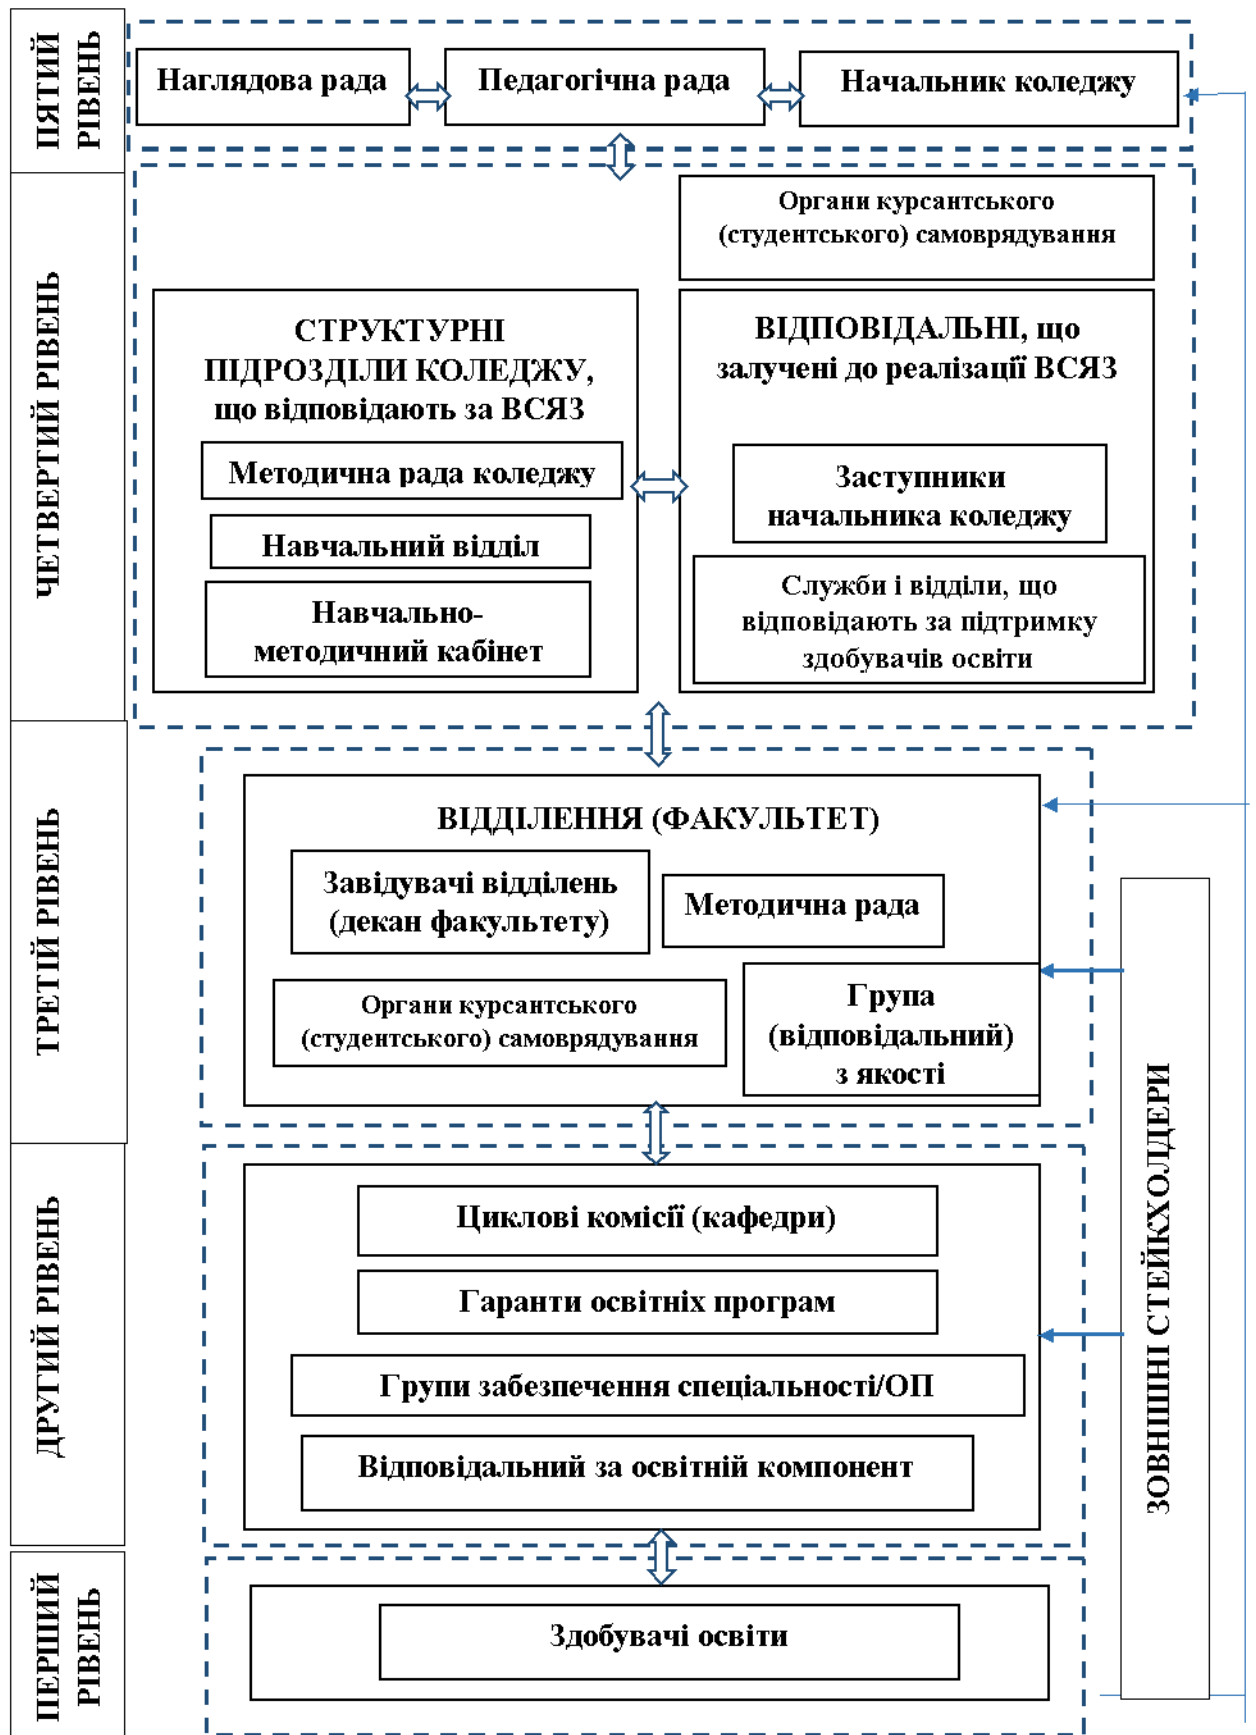 ПЯТИЙ
РІВЕНЬ
Наглядова рада
Педагогічна рада
Начальник коледжу
ЧЕТВЕРТИЙ РІВЕНЬ
Органи курсантського
(студентського) самоврядування
СТРУКТУРНІ
ПІДРОЗДІЛИ КОЛЕДЖУ,
що відповідають за ВСЯЗ
Методична рада коледжу
Навчальний відділ
Навчально-
методичний кабінет
ВІДПОВІДАЛЬНІ, що
залучені до реалізації ВСЯЗ
Заступники
начальника коледжу
Служби і відділи, що
відповідають за підтримку
здобувачів освіти
ТРЕТІЙ РІВЕНЬ
ВІДДІЛЕННЯ (ФАКУЛЬТЕТ)
Завідувачі відділень
(декан факультету)
Методична рада
Органи курсантського
(студентського) самоврядування
Група
(відповідальний)
з якості
ЗОВНІШНІ СТЕЙКХОЛДЕРИ
ДРУГИЙ РІВЕНЬ
Циклові комісії (кафедри)
Гаранти освітніх програм
Групи забезпечення спеціальності/ОП
Відповідальний за освітній компонент
ПЕРШИЙ
РІВЕНЬ
Здобувачі освіти